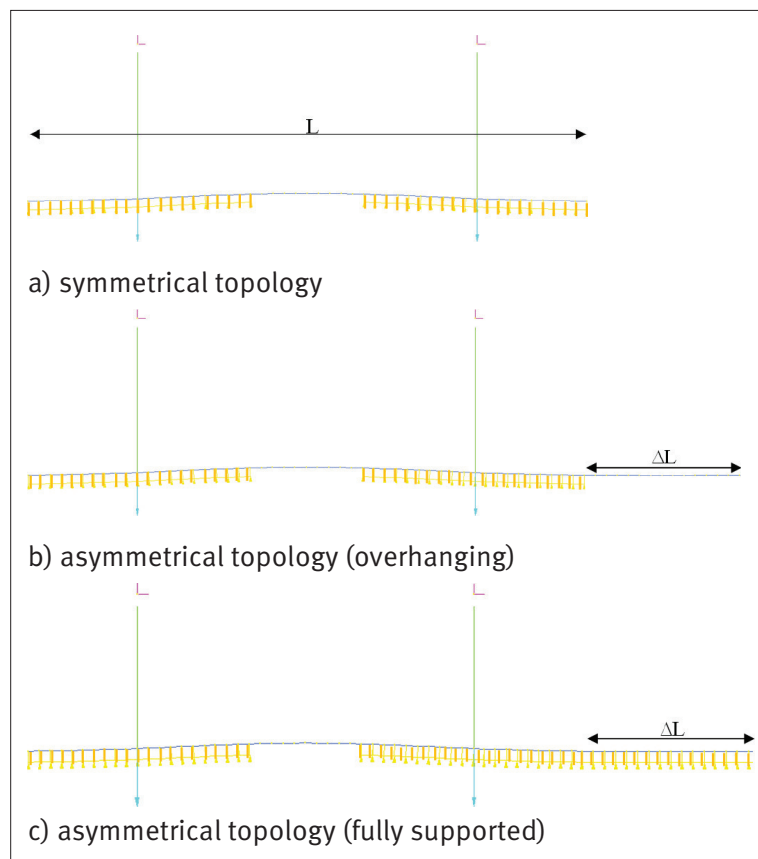 L
a) symmetrical topology
ΔL
b) asymmetrical topology (overhanging)
ΔL
c) asymmetrical topology (fully supported)